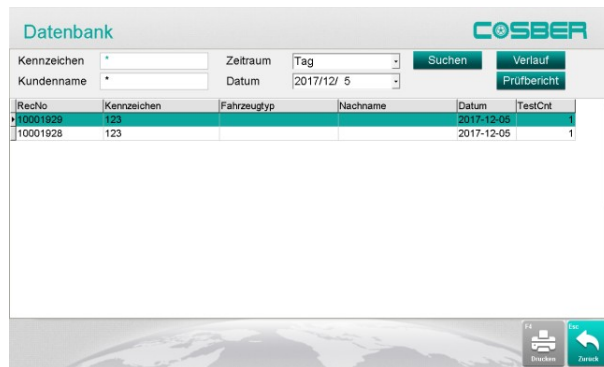 Datenbank COSBER
Kennzeichen * Zeitraum Tag Suchen Verlauf
Kundenname * Datum 2017/12/ 5 Prüfbericht
RecNo Kennzeichen Fahrzeugtyp Nachname Datum TestCnt
10001929 123 2017-12-05 1
10001928 123 2017-12-05 1
F4 Esc
Drucken Zurück